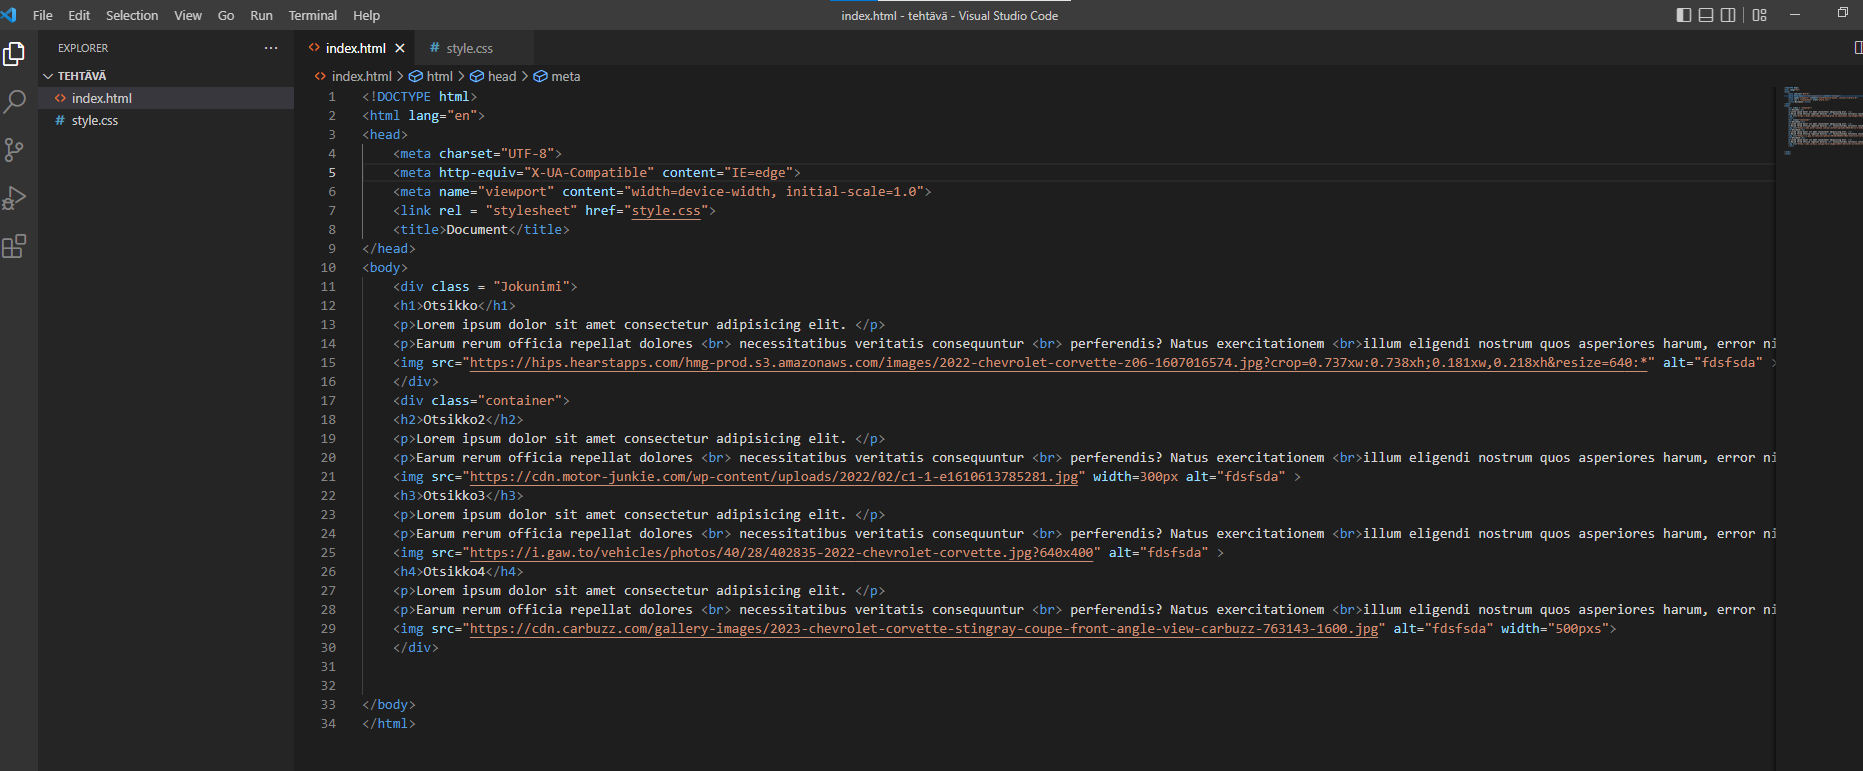 File Edit Selection View Go Run Terminal Help
index.html - tehtävä - Visual Studio Code
EXPLORER
TEHTÄVÄ
index.html
style.css
index.html
style.css
index.html > html > head > meta
1 <!DOCTYPE html>
2 <html lang="en">
3 <head>
4 <meta charset="UTF-8">
5 <meta http-equiv="X-UA-Compatible" content="IE=edge">
6 <meta name="viewport" content="width=device-width, initial-scale=1.0">
7 <link rel = "stylesheet" href="style.css">
8 <title>Document</title>
9 </head>
10 <body>
11 <div class = "Jokunimi">
12 <h1>Otsikko</h1>
13 <p>Lorem ipsum dolor sit amet consectetur adipisicing elit. </p>
14 <p>Earum rerum officia repellat dolores <br> necessitatibus veritatis consequuntur <br> perferendis? Natus exercitationem <br>illum eligendi nostrum quos asperiores harum, error ni
15 <img src="https://hips.hearstapps.com/hmg-prod.s3.amazonaws.com/images/2022-chevrolet-corvette-z06-1607016574.jpg?crop=0.737xw:0.738xh;0.181xw,0.218xh&resize=640:*" alt="fdsfsda" >
16 </div>
17 <div class="container">
18 <h2>Otsikko2</h2>
19 <p>Lorem ipsum dolor sit amet consectetur adipisicing elit. </p>
20 <p>Earum rerum officia repellat dolores <br> necessitatibus veritatis consequuntur <br> perferendis? Natus exercitationem <br>illum eligendi nostrum quos asperiores harum, error ni
21 <img src="https://cdn.motor-junkie.com/wp-content/uploads/2022/02/c1-1-e1610613785281.jpg" width=300px alt="fdsfsda" >
22 <h3>Otsikko3</h3>
23 <p>Lorem ipsum dolor sit amet consectetur adipisicing elit. </p>
24 <p>Earum rerum officia repellat dolores <br> necessitatibus veritatis consequuntur <br> perferendis? Natus exercitationem <br>illum eligendi nostrum quos asperiores harum, error ni
25 <img src="https://i.gaw.to/vehicles/photos/40/28/402835-2022-chevrolet-corvette.jpg?640x400" alt="fdsfsda" >
26 <h4>Otsikko4</h4>
27 <p>Lorem ipsum dolor sit amet consectetur adipisicing elit. </p>
28 <p>Earum rerum officia repellat dolores <br> necessitatibus veritatis consequuntur <br> perferendis? Natus exercitationem <br>illum eligendi nostrum quos asperiores harum, error ni
29 <img src="https://cdn.carbuzz.com/gallery-images/2023-chevrolet-corvette-stingray-coupe-front-angle-view-carbuzz-763143-1600.jpg" alt="fdsfsda" width="500pxs">
30 </div>
31
32
33 </body>
34 </html>